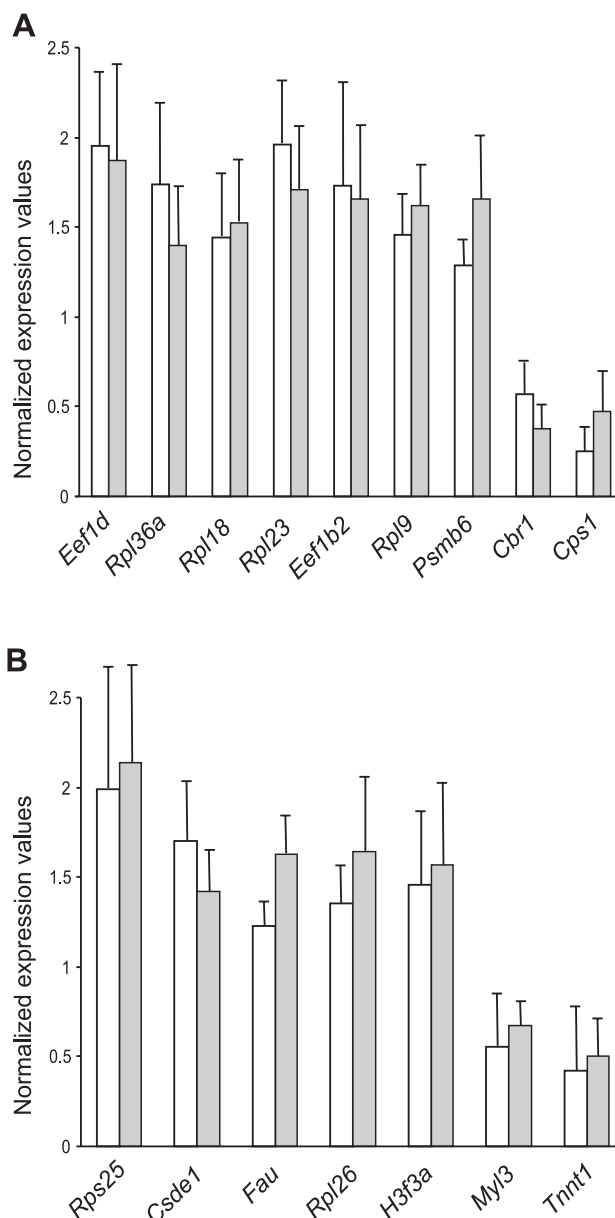 A
Normalized expression values
2.5
2
1.5
1
0.5
0
Eef1d Rpl36a Rpl18 Rpl23 Eef1b2 Rpl9 Psmb6 Cbr1 Cps1
B
Normalized expression values
2.5
2
1.5
1
0.5
0
Rps25 Csde1 Fau Rpl26 H3f3a Myl3 Tnnt1